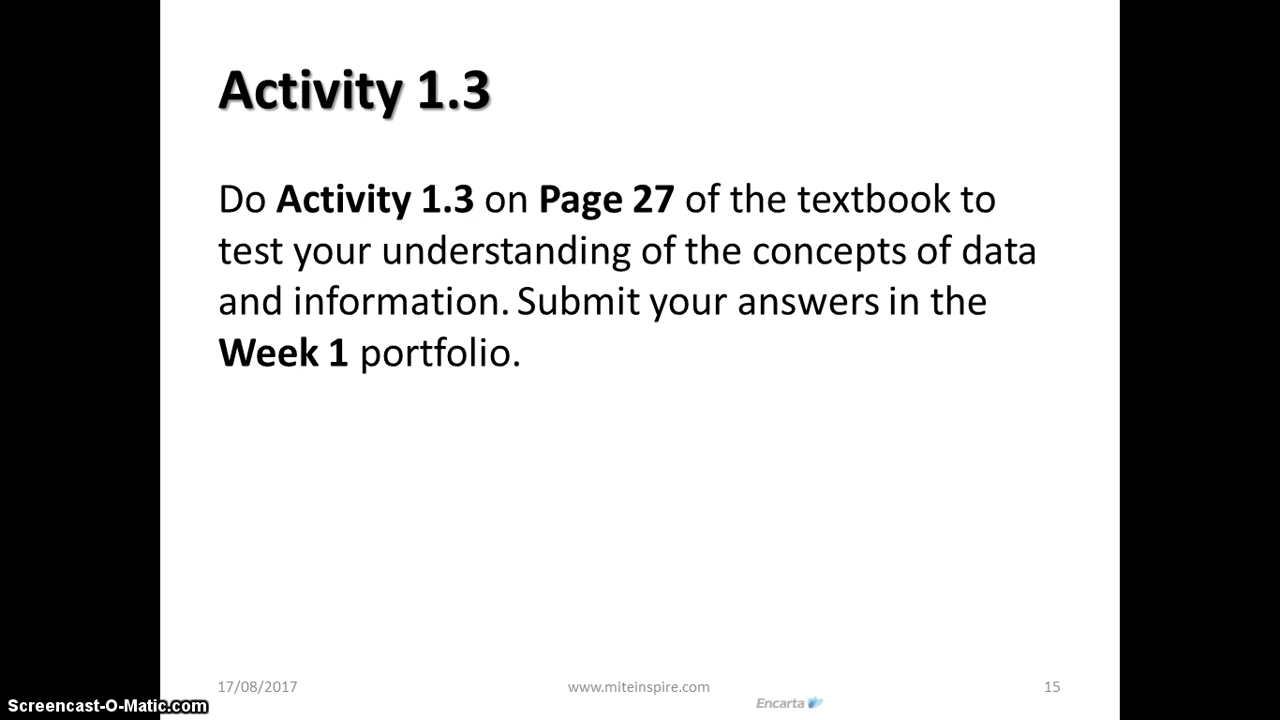 Activity 1.3
Do Activity 1.3 on Page 27 of the textbook to
test your understanding of the concepts of data
and information. Submit your answers in the
Week 1 portfolio.
17/08/2017
www.miteinspire.com
15
Encarta
Screencast-O-Matic.com